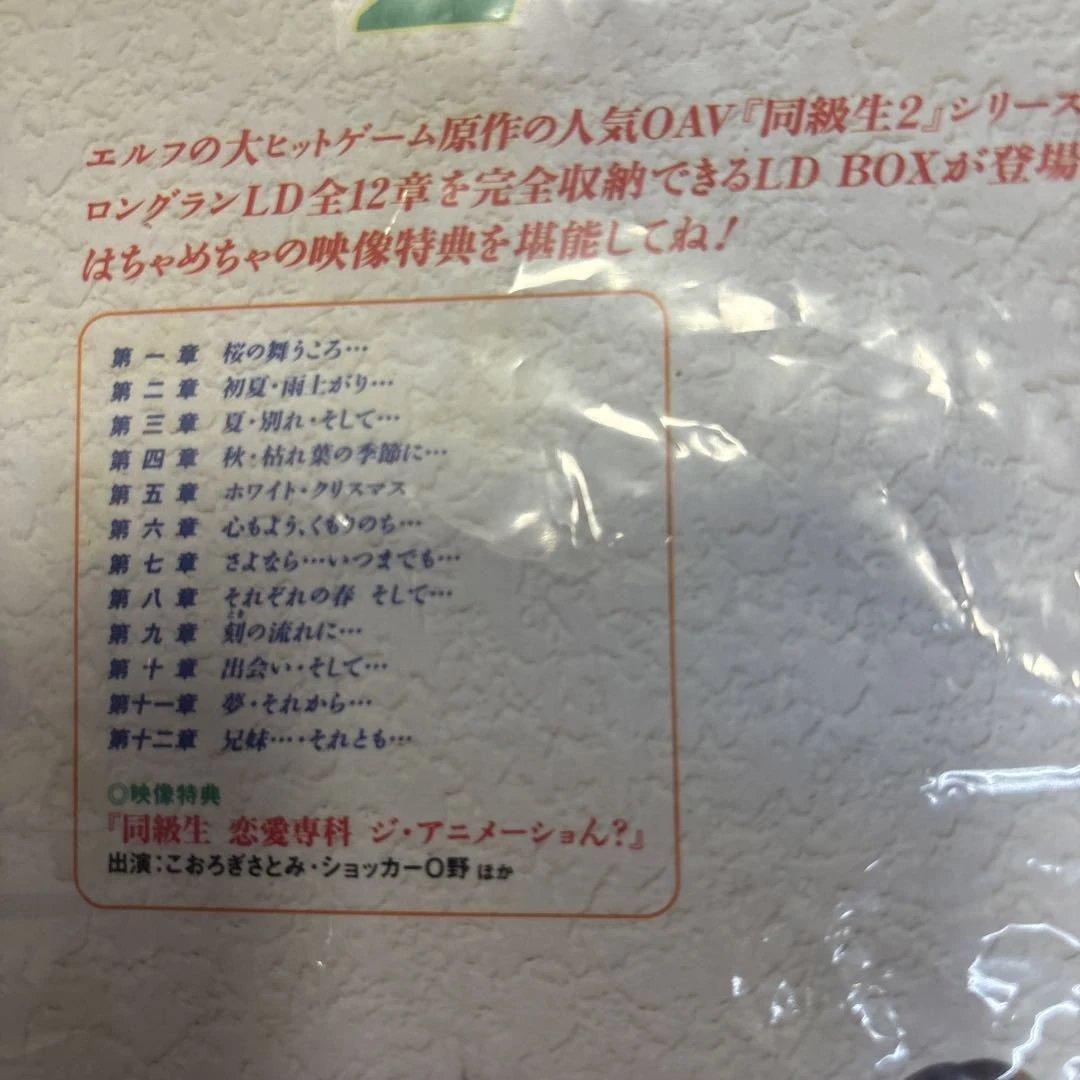 エルフの大ヒットゲーム原作の人気OAV『同級生2』シリーズ
ロングランLD全12章を完全収納できるLD BOXが登場
はちゃめちゃの映像特典を堪能してね!
第一章 桜の舞うころ…
第二章 初夏・雨上がり…
第三章 夏・別れ・そして…
第四章 秋・枯れ葉の季節に…
第五章 ホワイト・クリスマス
第六章 心もよう、くもりのち…
第七章 さよなら…いつまでも…
第八章 それぞれの春 そして…
とき
第九章 刻の流れに…
第十章 出会い・そして…
第十一章 夢・それから…
第十二章 兄妹…・それとも…
◎映像特典
『同級生 恋愛専科 ジ・アニメーショん?』
出演:こおろぎさとみ・ショッカーO野 ほか